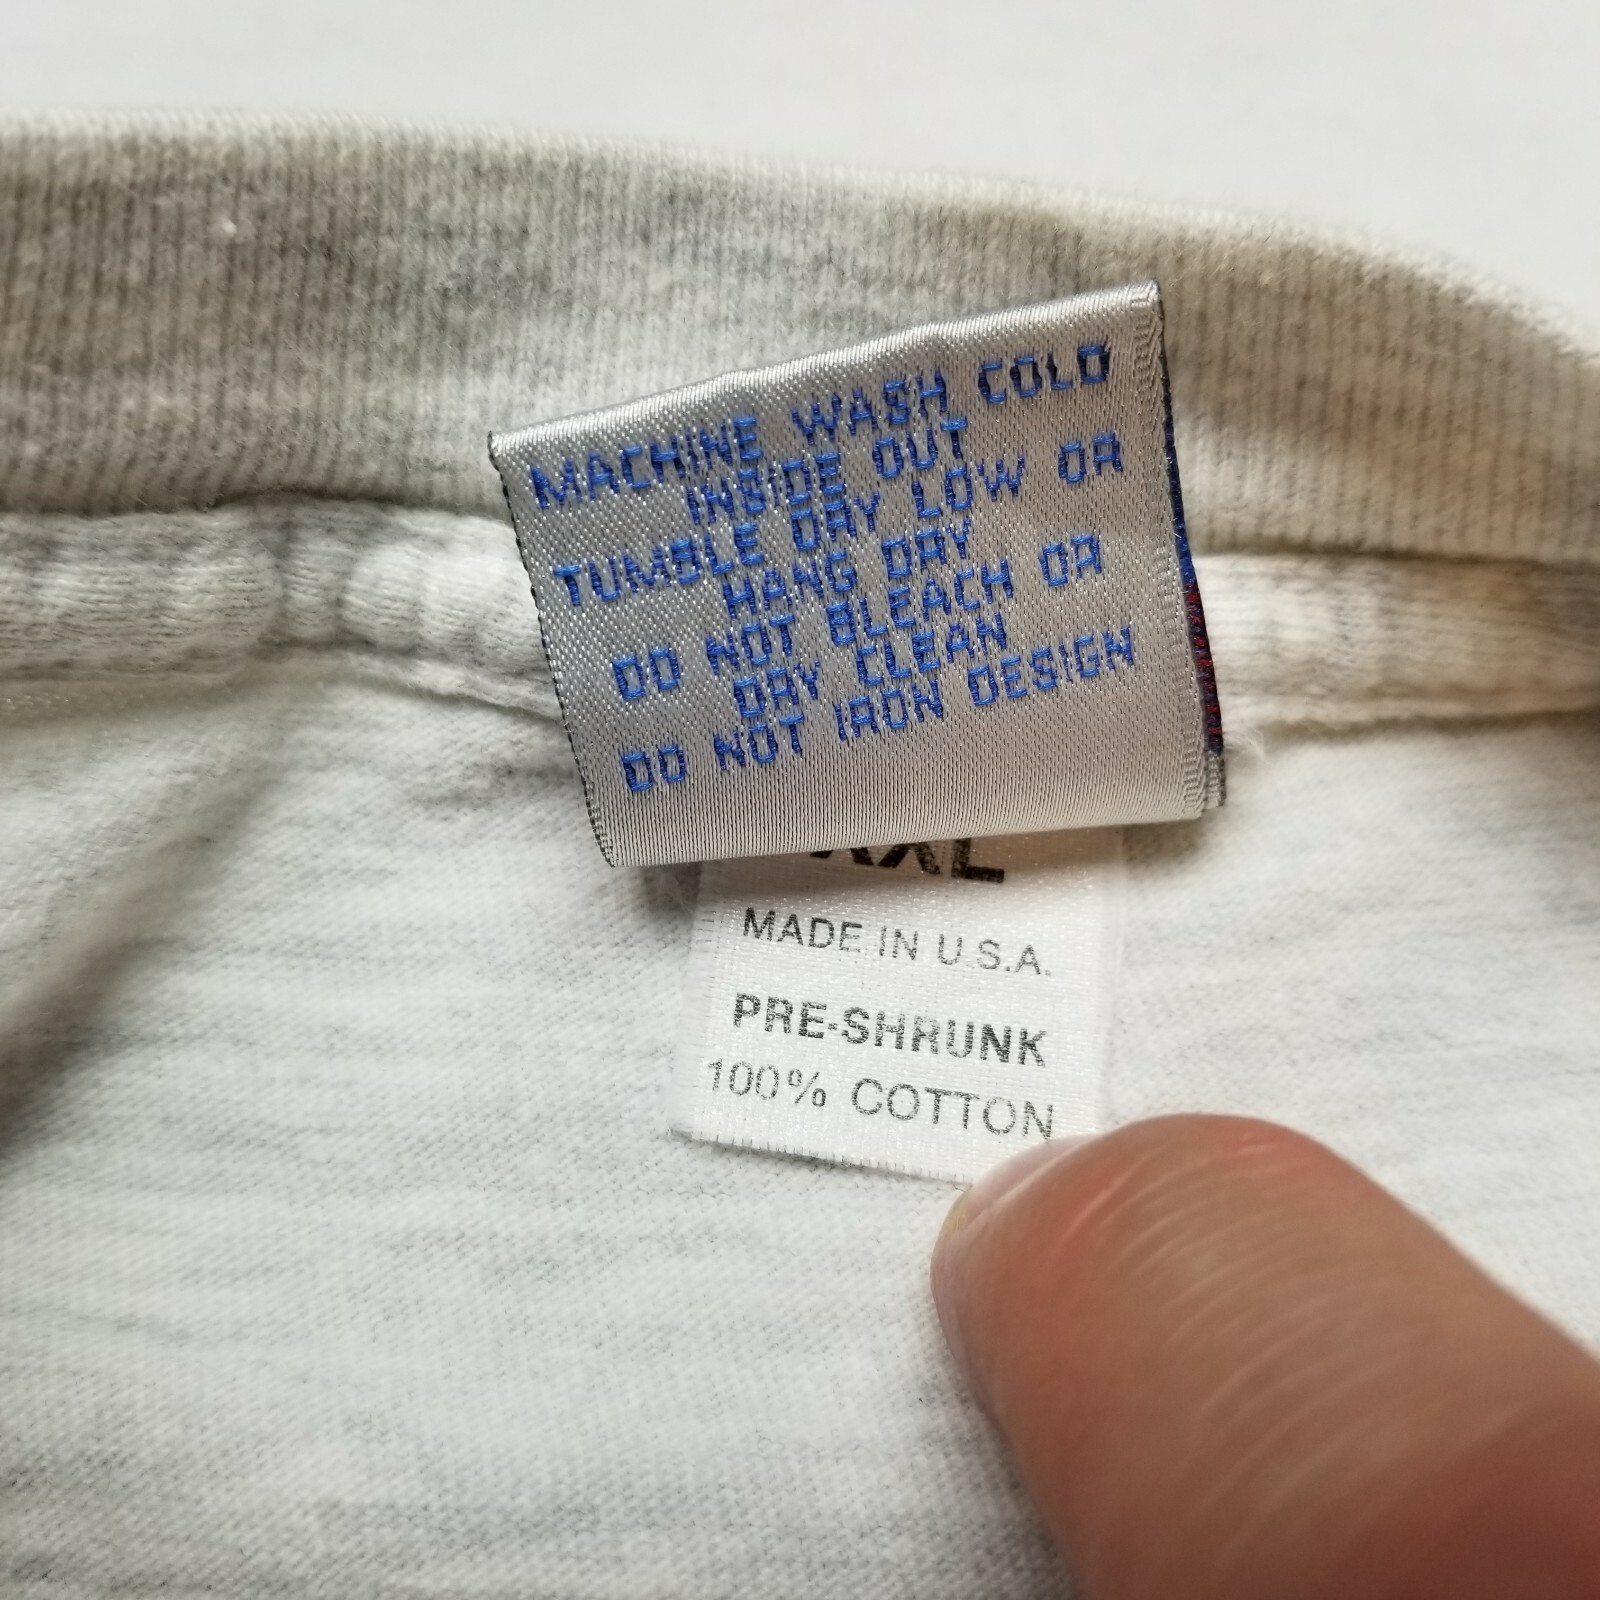 MACHINE WASH COLD
INSIDE OUT
TUMBLE DRY LOW OR
HANG DRY
DO NOT BLEACH OR
DRY CLEAN
DO NOT IRON DESIGN
XXL
MADE IN U.S.A.
PRE-SHRUNK
100% COTTON